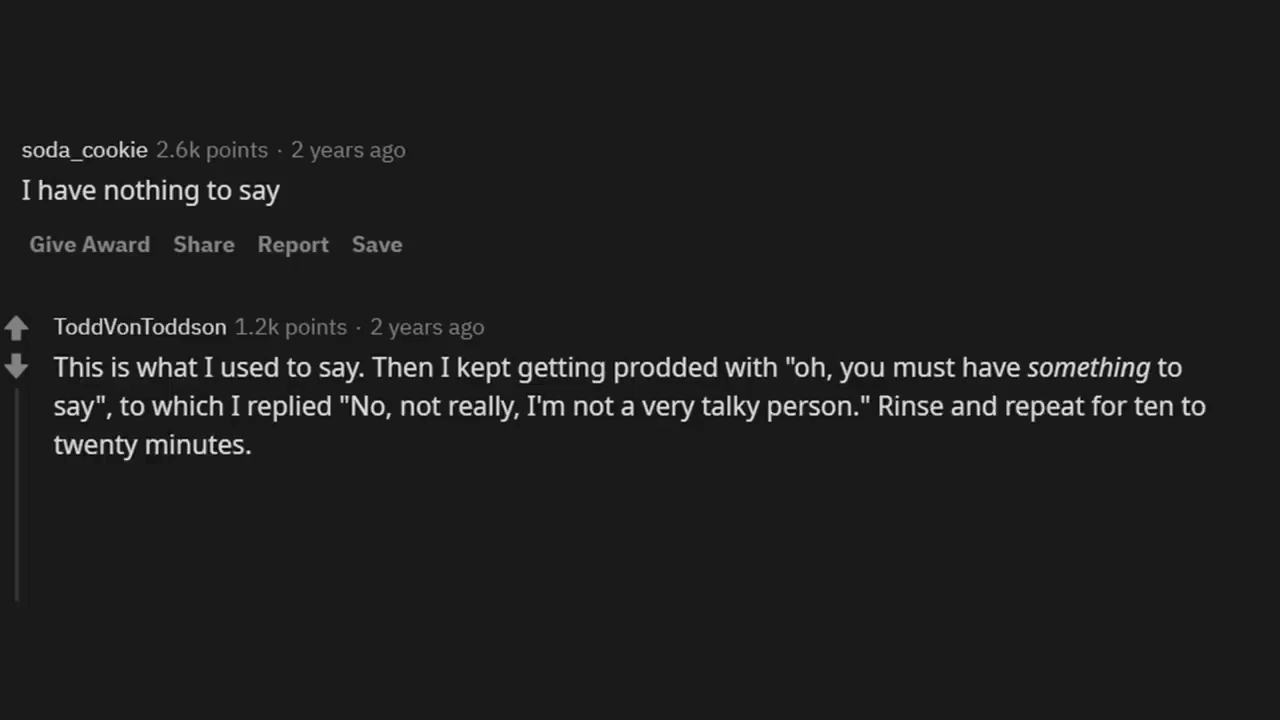 soda_cookie 2.6k points · 2 years ago
I have nothing to say
Give Award Share Report Save
ToddVonToddson 1.2k points · 2 years ago
This is what I used to say. Then I kept getting prodded with "oh, you must have something to
say", to which I replied "No, not really, I'm not a very talky person." Rinse and repeat for ten to
twenty minutes.